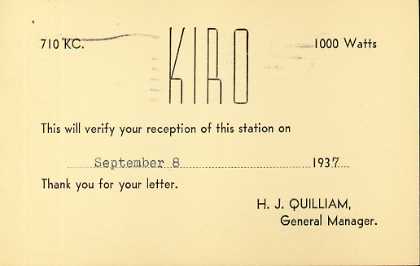 710 KC. KIRO 1000 Watts
This will verify your reception of this station on
September 8 1937
Thank you for your letter.
H. J. QUILLIAM,
General Manager.